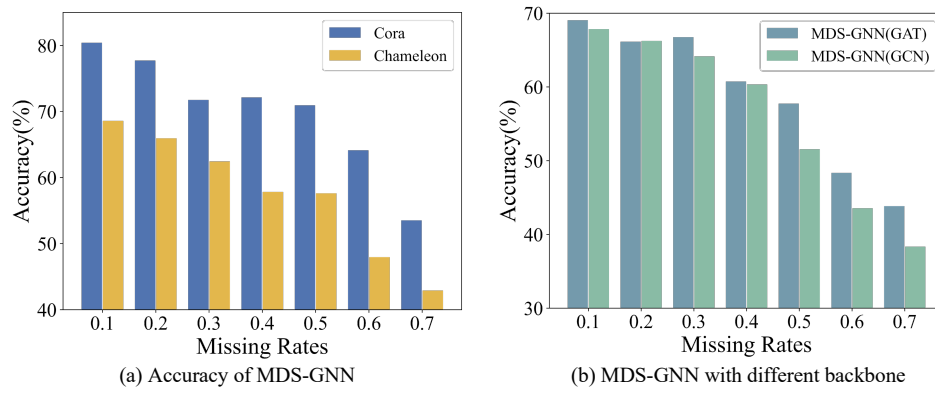 Accuracy(%)
80
70
60
50
40
Cora
Chameleon
0.1 0.2 0.3 0.4 0.5 0.6 0.7
Missing Rates
(a) Accuracy of MDS-GNN
Accuracy(%)
70
60
50
40
30
MDS-GNN(GAT)
MDS-GNN(GCN)
0.1 0.2 0.3 0.4 0.5 0.6 0.7
Missing Rates
(b) MDS-GNN with different backbone